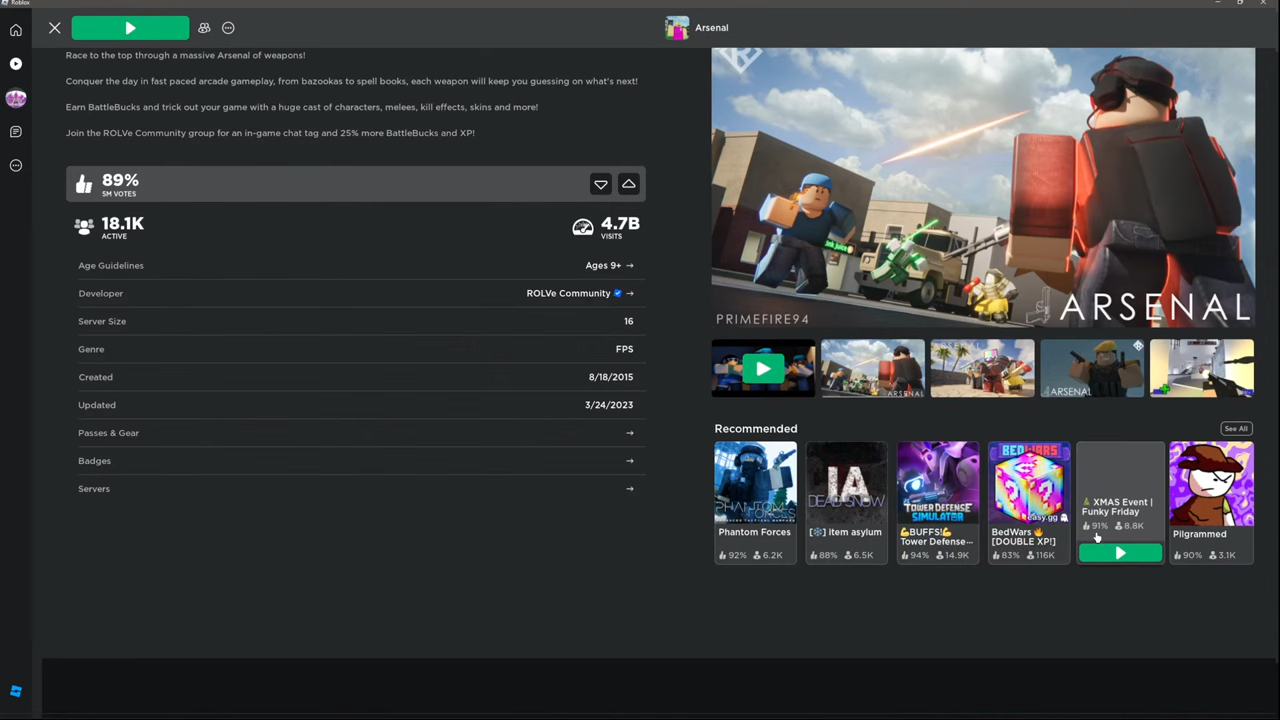 Roblox
Arsenal
Race to the top through a massive Arsenal of weapons!
Conquer the day in fast paced arcade gameplay, from bazookas to spell books, each weapon will keep you guessing on what's next!
Earn BattleBucks and trick out your game with a huge cast of characters, melees, kill effects, skins and more!
Join the ROLVe Community group for an in-game chat tag and 25% more BattleBucks and XP!
89%
5M VOTES
18.1K
ACTIVE
4.7B
VISITS
Age Guidelines
Ages 9+ →
Developer
ROLVe Community →
Server Size
16
Genre
FPS
Created
8/18/2015
Updated
3/24/2023
Passes & Gear →
Badges →
Servers →
PRIMEFIRE94
ARSENAL
ARSENAL
ARSENAL
ARSENAL
Recommended
See All
PHANTOM FORCES
Phantom Forces
92% 6.2K
IA
DEAD SNOW
[❄] item asylum
88% 6.5K
TOWER DEFENSE
SIMULATOR
💪BUFFS!💪
Tower Defense···
94% 14.9K
BEDWARS
easy.gg
BedWars 🔥
[DOUBLE XP!]
83% 116K
🎄 XMAS Event |
Funky Friday
91% 8.8K
Pilgrammed
90% 3.1K